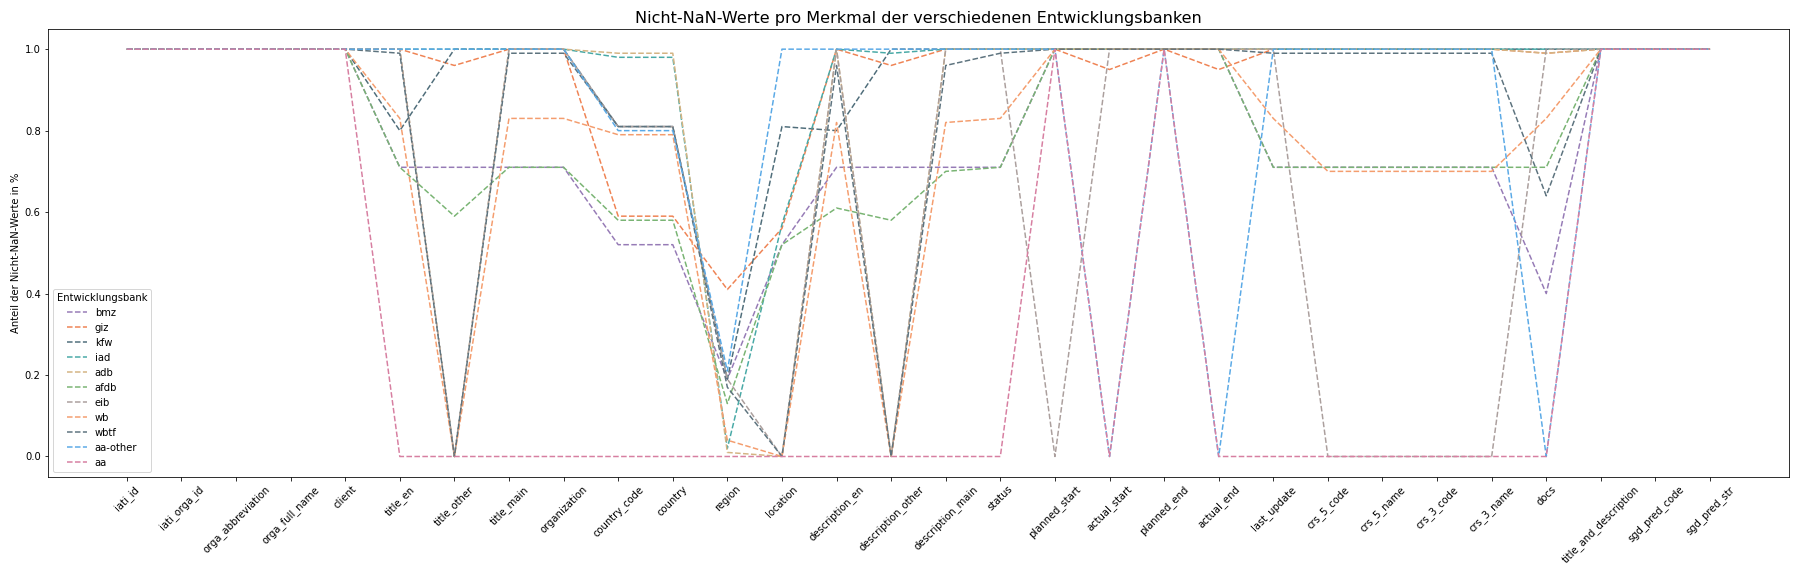 Nicht-NaN-Werte pro Merkmal der verschiedenen Entwicklungsbanken
Anteil der Nicht-NaN-Werte in %
1.0
0.8
0.6
0.4
0.2
0.0
Entwicklungsbank
bmz
giz
kfw
iad
adb
afdb
eib
wb
wbtf
aa-other
aa
iati_id
iati_orga_id
orga_abbreviation
orga_full_name
client
title_en
title_other
title_main
organization
country_code
country
region
location
description_en
description_other
description_main
status
planned_start
actual_start
planned_end
actual_end
last_update
crs_5_code
crs_5_name
crs_3_code
crs_3_name
docs
title_and_description
sgd_pred_code
sgd_pred_str